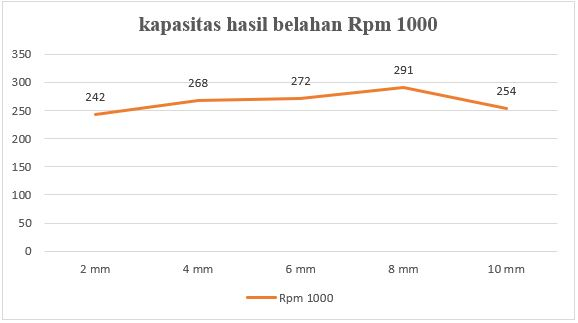 kapasitas hasil belahan Rpm 1000
350
300
250
200
150
100
50
0
242
268
272
291
254
2 mm
4 mm
6 mm
8 mm
10 mm
Rpm 1000